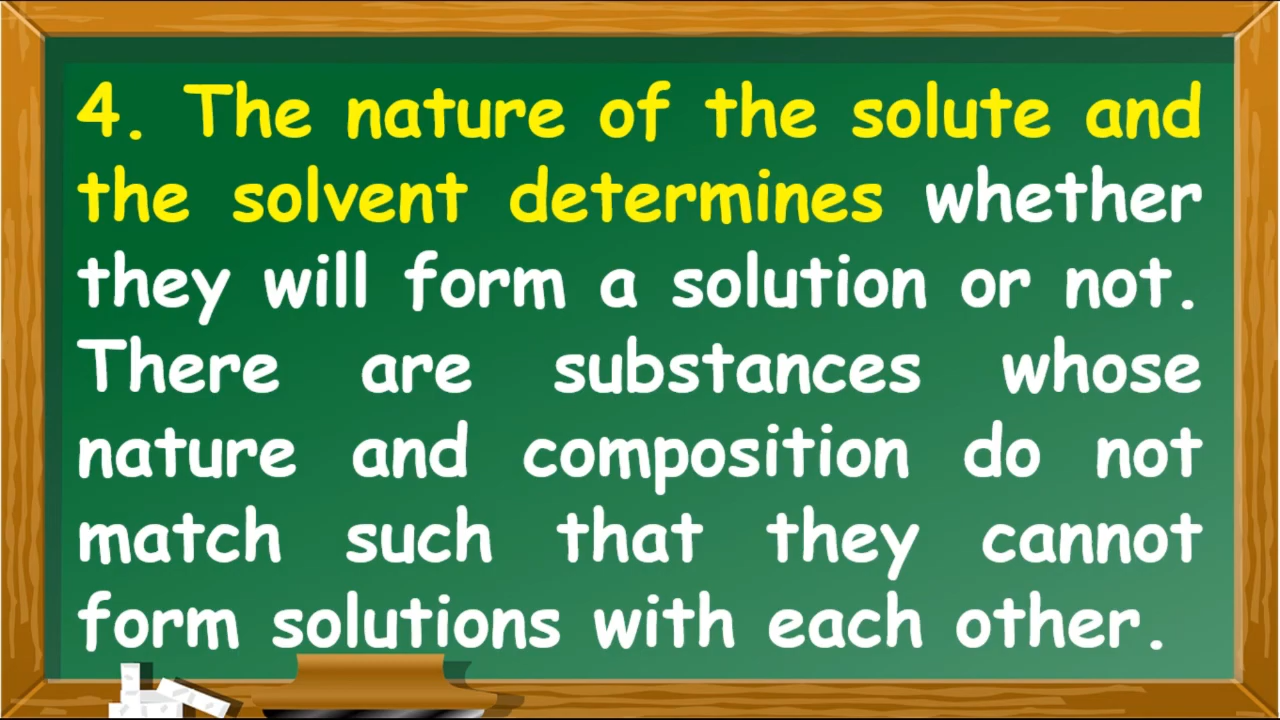 4. The nature of the solute and
the solvent determines whether
they will form a solution or not.
There are substances whose
nature and composition do not
match such that they cannot
form solutions with each other.